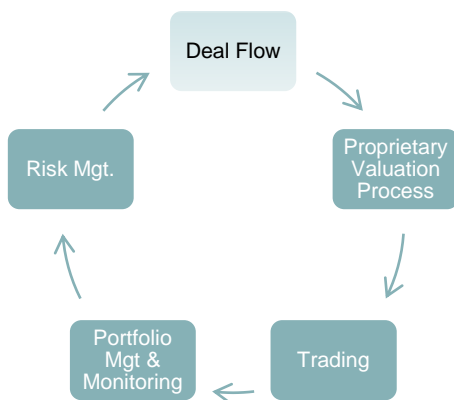 Deal Flow
Proprietary
Valuation
Process
Risk Mgt.
Trading
Portfolio
Mgt &
Monitoring